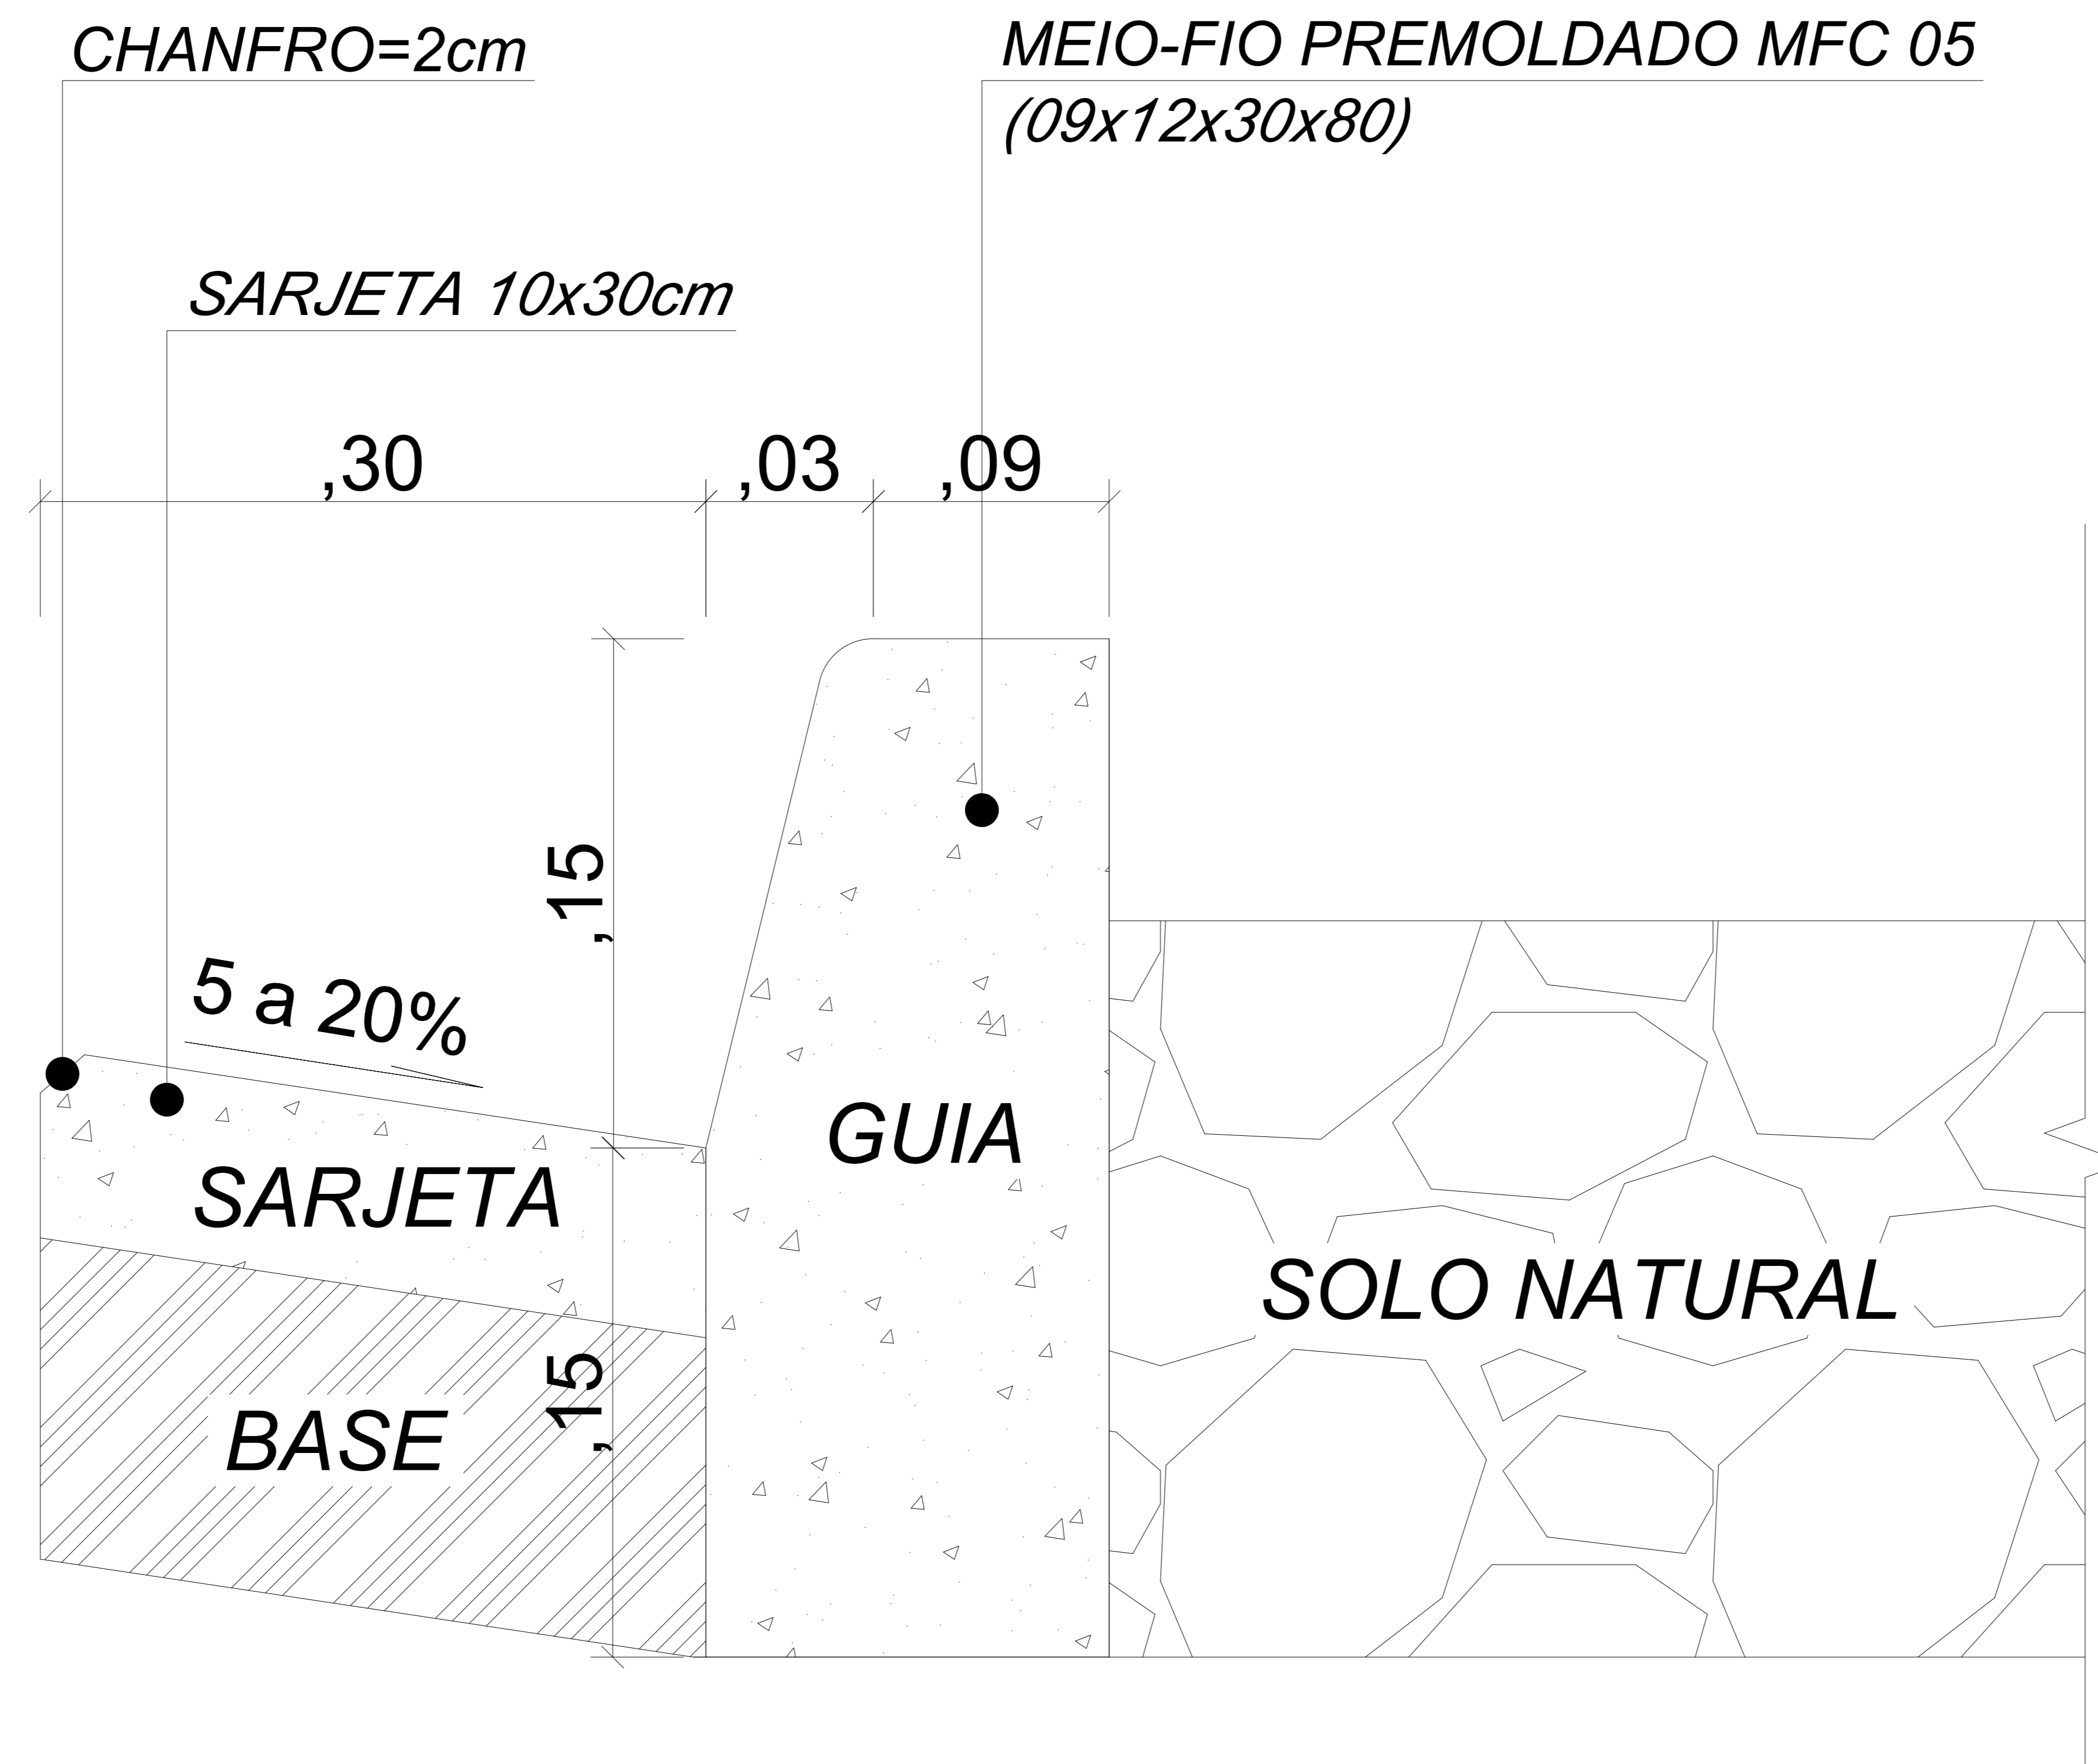 CHANFRO=2cm
MEIO-FIO PREMOLDADO MFC 05
(09x12x30x80)
SARJETA 10x30cm
,30
,03
,09
,15
5 a 20%
GUIA
SARJETA
SOLO NATURAL
,15
BASE